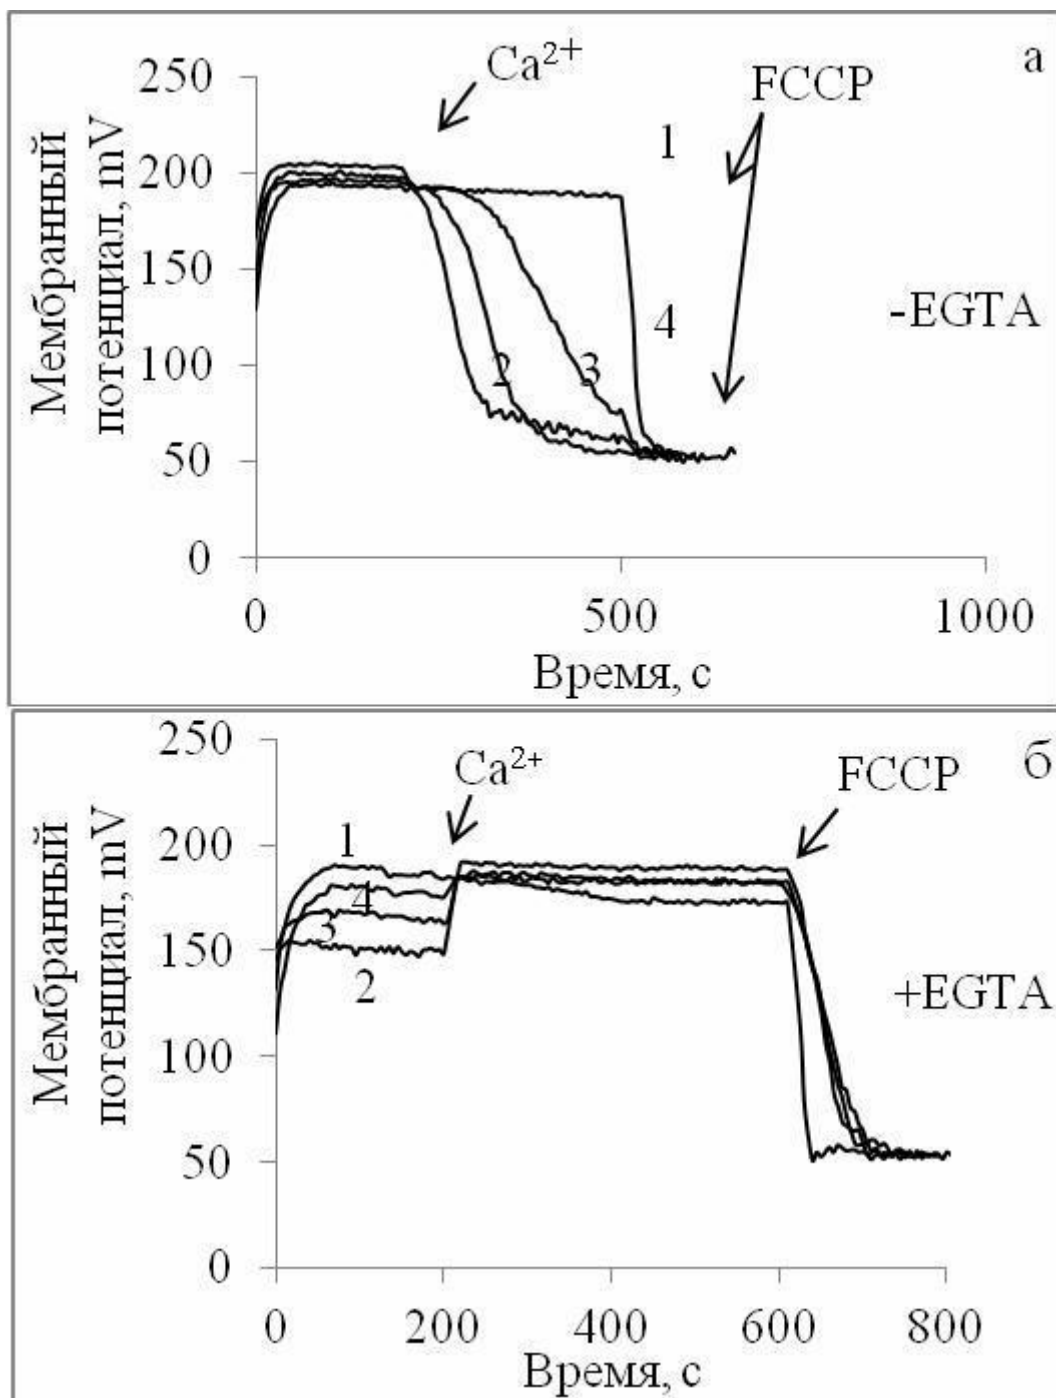 а
250
Ca²⁺
FCCP
200
1
150
-EGTA
4
100
2
3
50
0
0
500
1000
Время, с
Мембранный
потенциал, mV
б
250
Ca²⁺
FCCP
200
1
4
150
3
2
+EGTA
100
50
0
0
200
400
600
800
Время, с
Мембранный
потенциал, mV